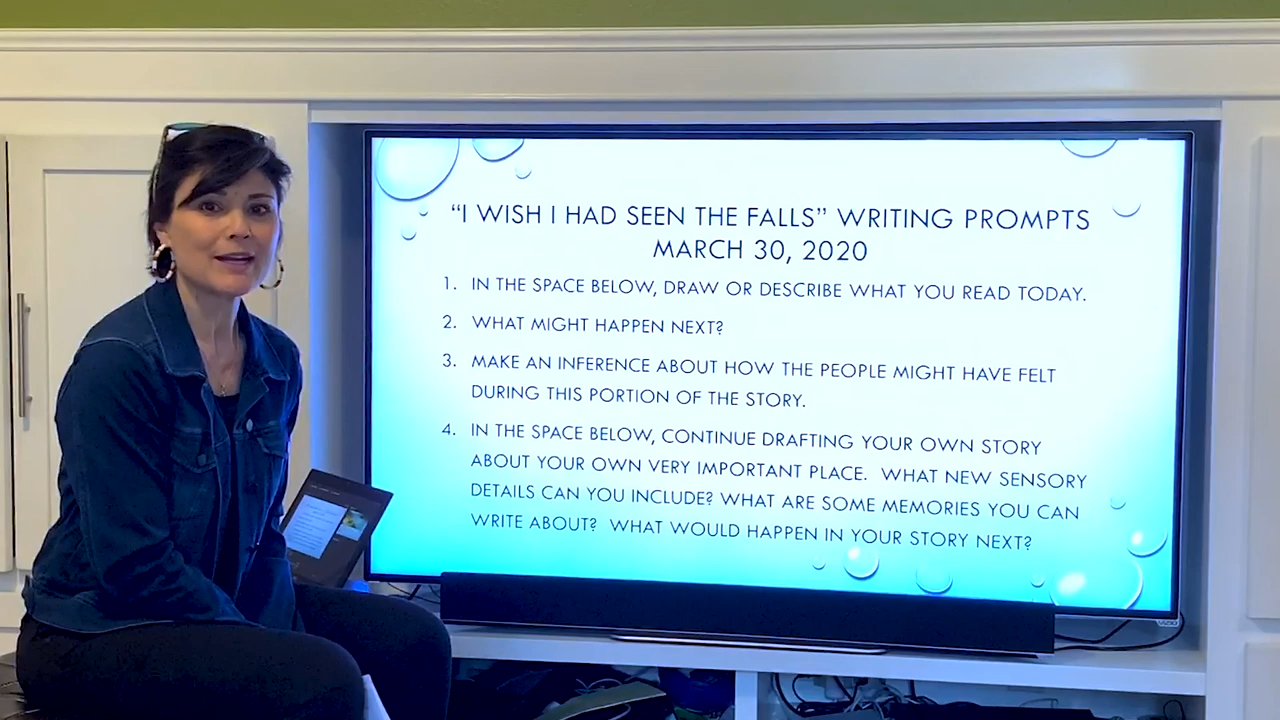 “I WISH I HAD SEEN THE FALLS” WRITING PROMPTS
MARCH 30, 2020
1. IN THE SPACE BELOW, DRAW OR DESCRIBE WHAT YOU READ TODAY.
2. WHAT MIGHT HAPPEN NEXT?
3. MAKE AN INFERENCE ABOUT HOW THE PEOPLE MIGHT HAVE FELT
DURING THIS PORTION OF THE STORY.
4. IN THE SPACE BELOW, CONTINUE DRAFTING YOUR OWN STORY
ABOUT YOUR OWN VERY IMPORTANT PLACE. WHAT NEW SENSORY
DETAILS CAN YOU INCLUDE? WHAT ARE SOME MEMORIES YOU CAN
WRITE ABOUT? WHAT WOULD HAPPEN IN YOUR STORY NEXT?
VIZIO